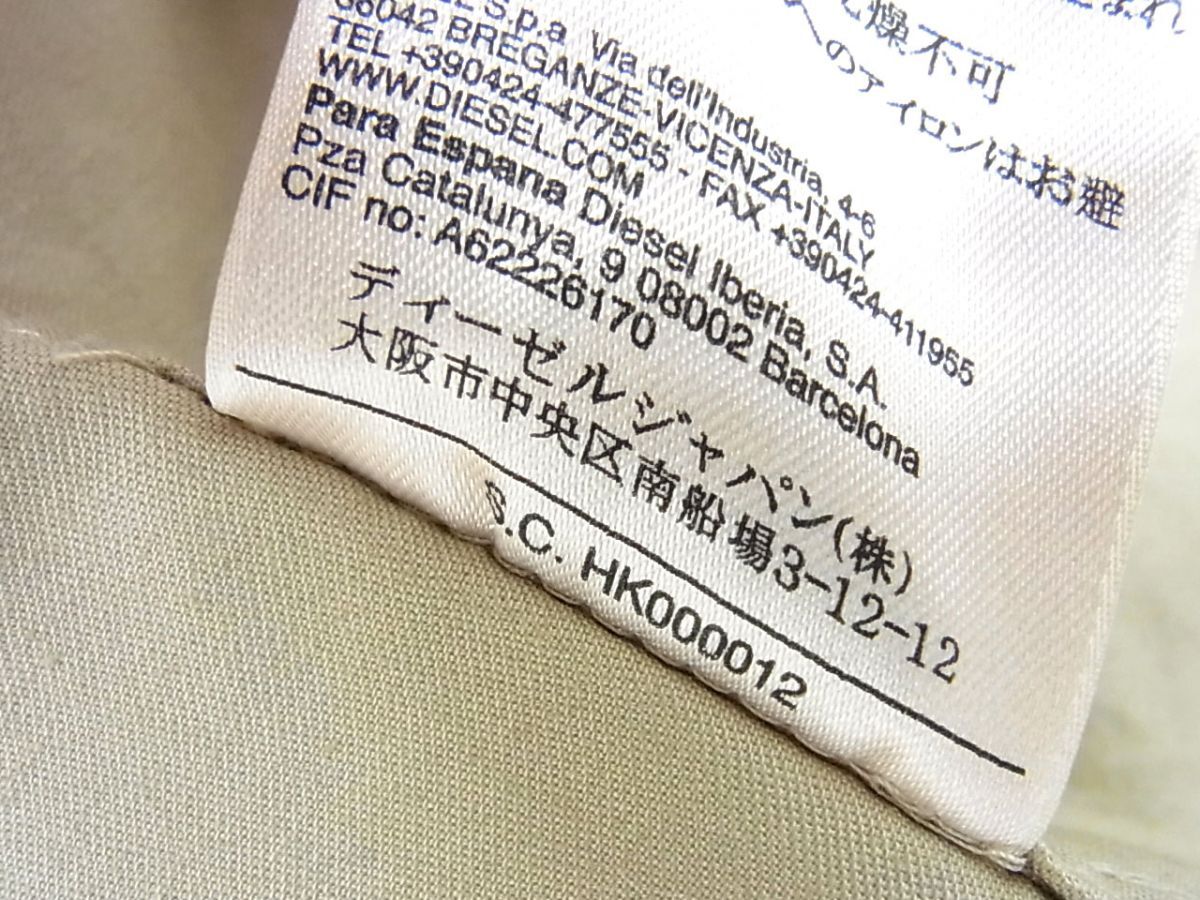 燥不可
へのアイロンはお避
S.p.a Via dell'Industria, 4-6
36042 BREGANZE-VICENZA-ITALY
TEL +390424-477555 - FAX +390424-411955
WWW.DIESEL.COM
Para Espana Diesel Iberia, S.A.
Pza Catalunya, 9 08002 Barcelona
CIF no: A62226170
ディーゼルジャパン(株)
大阪市中央区南船場3-12-12
S.C. HK000012